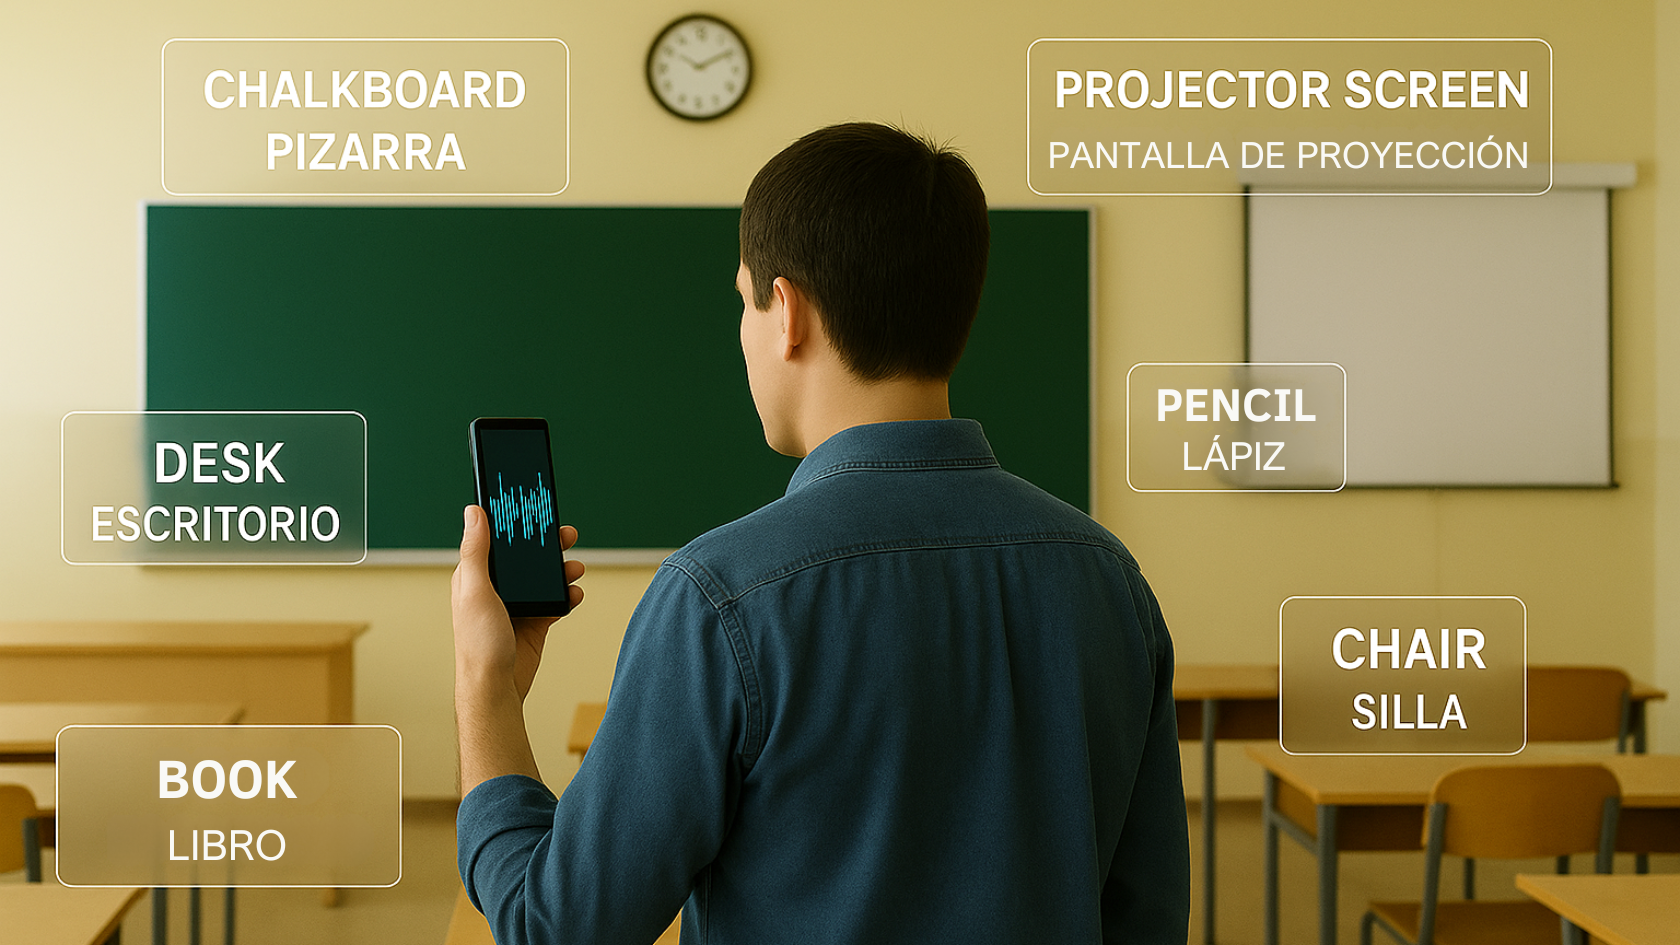 CHALKBOARD
PIZARRA
PROJECTOR SCREEN
PANTALLA DE PROYECCIÓN
PENCIL
LÁPIZ
DESK
ESCRITORIO
CHAIR
SILLA
BOOK
LIBRO